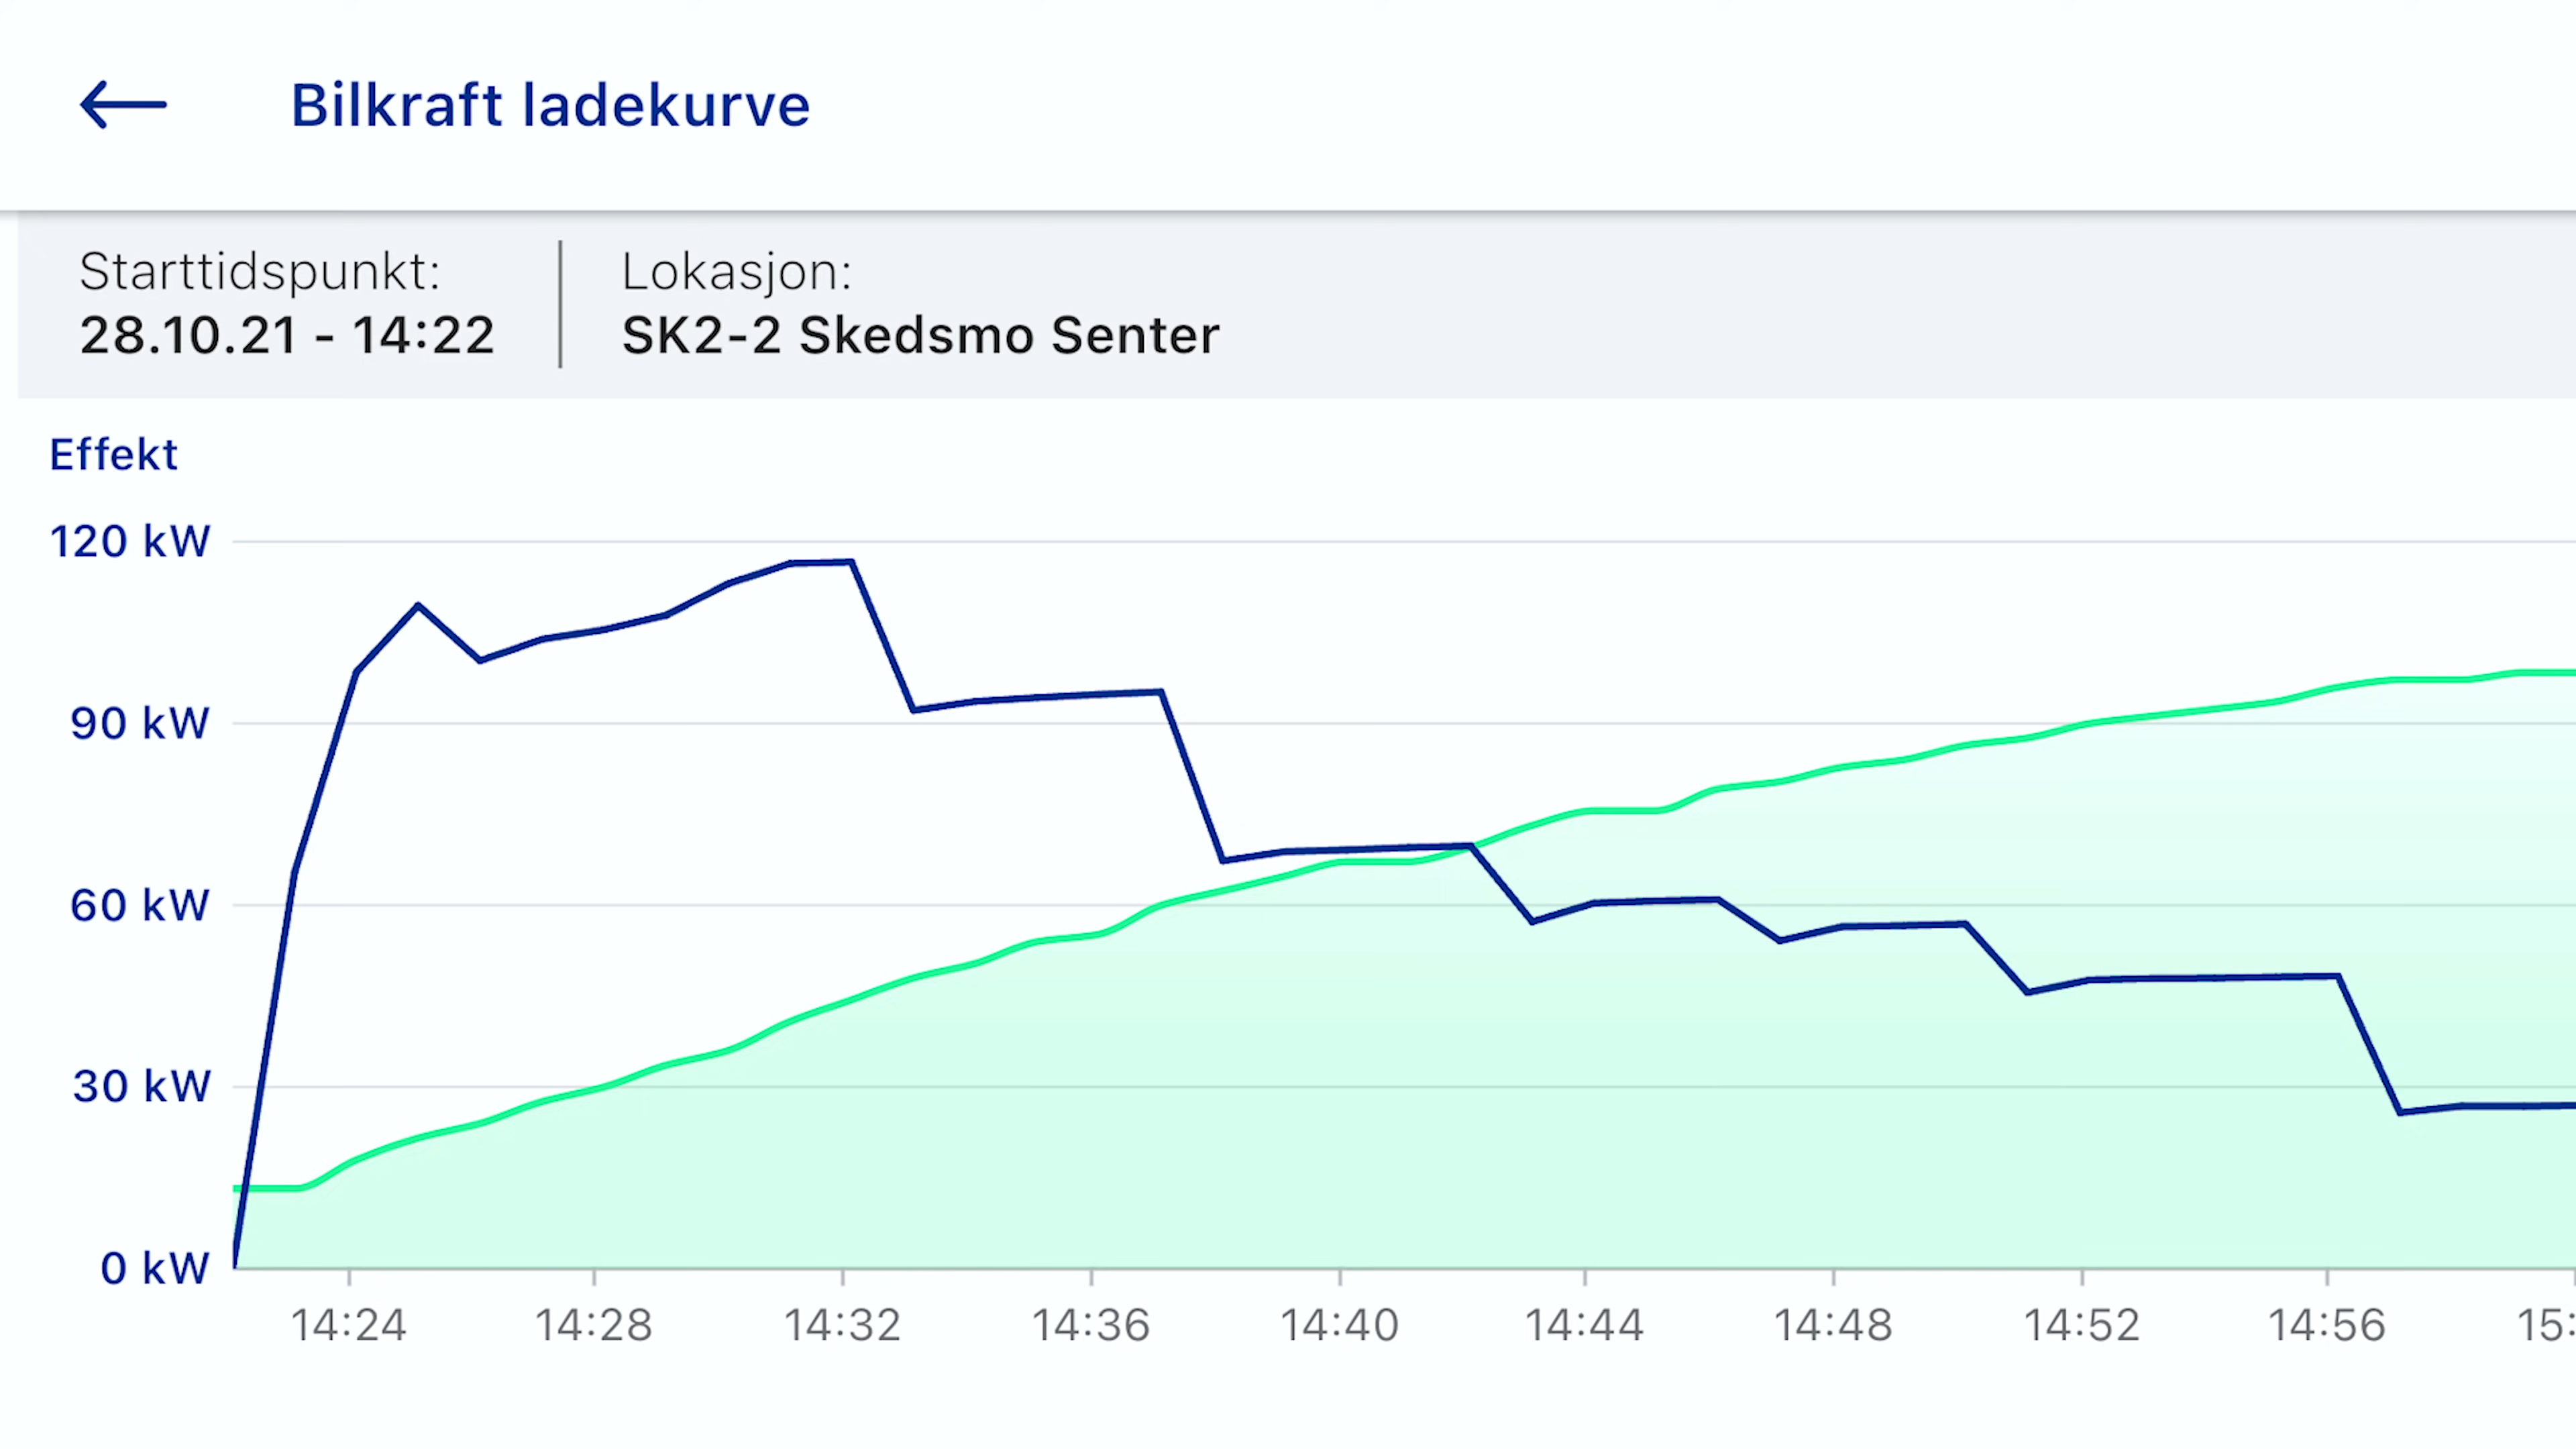 Bilkraft ladekurve
Starttidspunkt:
28.10.21 - 14:22
Lokasjon:
SK2-2 Skedsmo Senter
Effekt
120 kW
90 kW
60 kW
30 kW
0 kW
14:24 14:28 14:32 14:36 14:40 14:44 14:48 14:52 14:56 15: